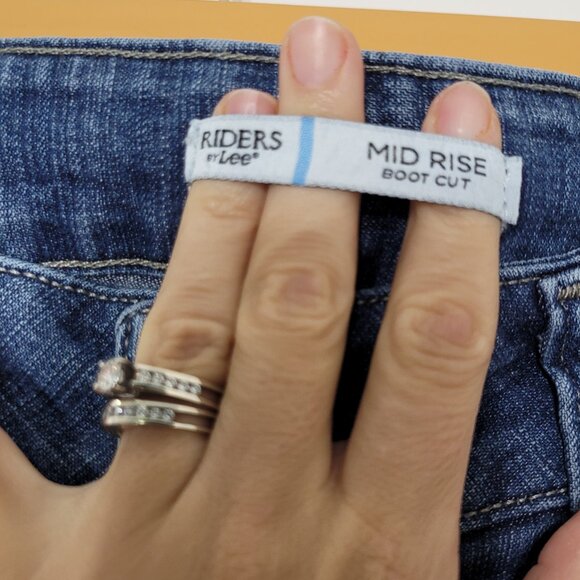 RIDERS
BY Lee®
MID RISE
BOOT CUT